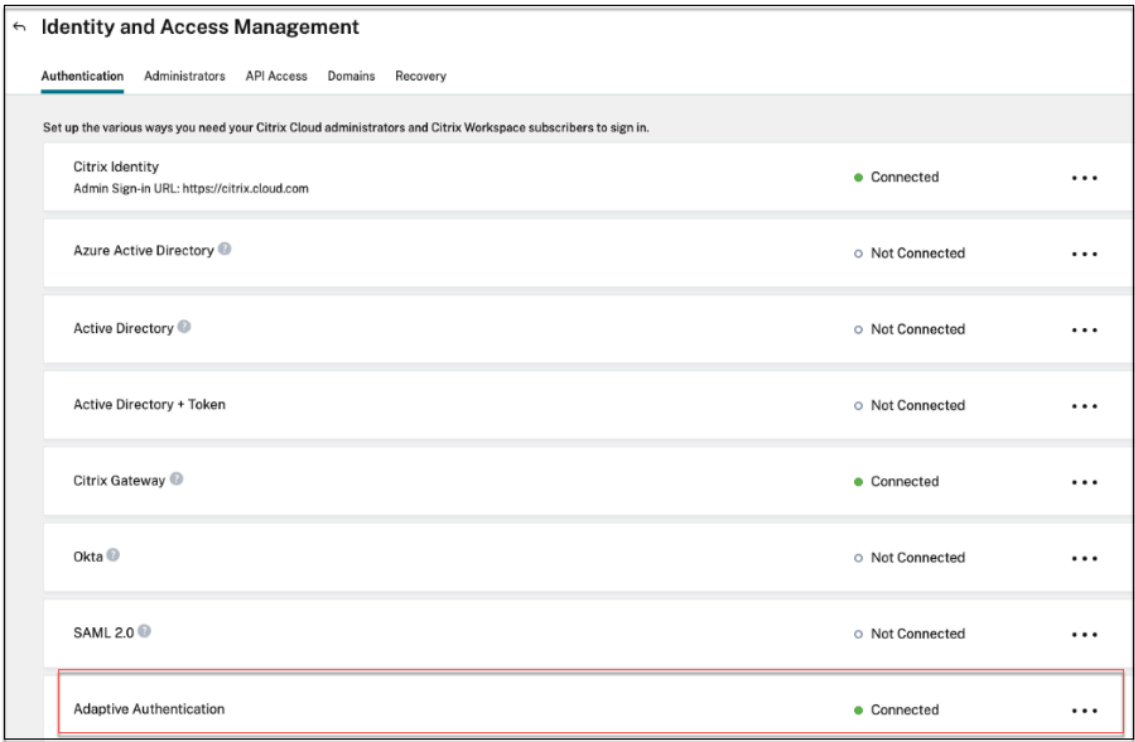 Identity and Access Management
Authentication Administrators API Access Domains Recovery
Set up the various ways you need your Citrix Cloud administrators and Citrix Workspace subscribers to sign in.
Citrix Identity
Admin Sign-in URL: https://citrix.cloud.com
Connected
Azure Active Directory ?
Not Connected
Active Directory ?
Not Connected
Active Directory + Token
Not Connected
Citrix Gateway ?
Connected
Okta ?
Not Connected
SAML 2.0 ?
Not Connected
Adaptive Authentication
Connected